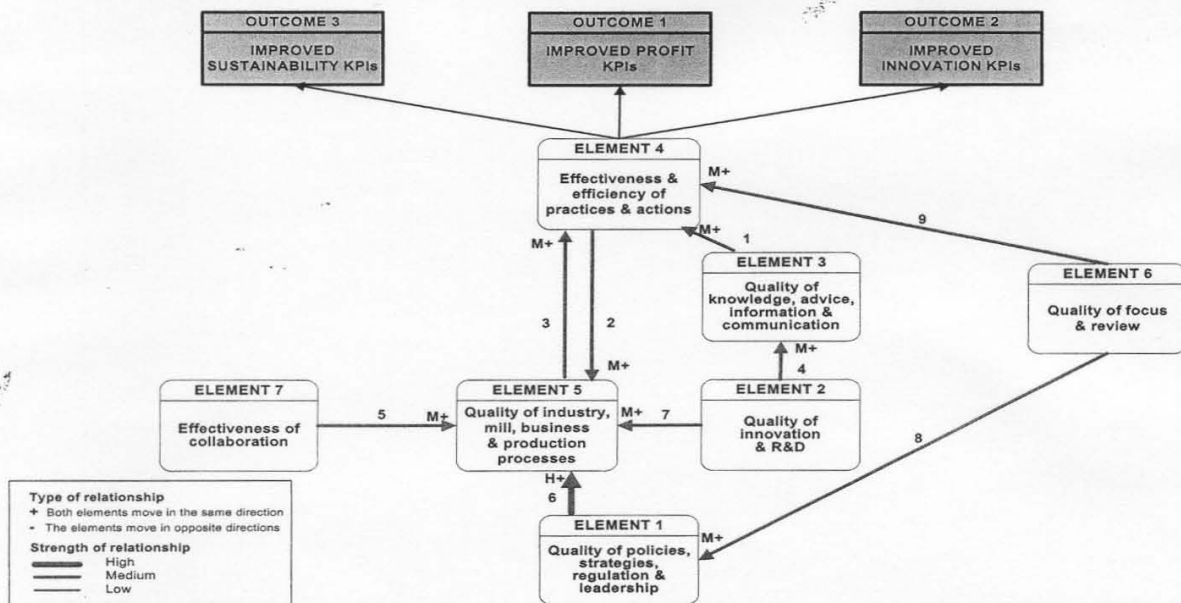 OUTCOME 3
IMPROVED
SUSTAINABILITY KPIs
OUTCOME 1
IMPROVED PROFIT
KPIs
OUTCOME 2
IMPROVED
INNOVATION KPIs
ELEMENT 4
Effectiveness &
efficiency of
practices & actions
M+
9
M+
1
M+
ELEMENT 3
Quality of
knowledge, advice,
information &
communication
ELEMENT 6
Quality of focus
& review
3
2
M+
M+
4
ELEMENT 7
Effectiveness of
collaboration
5
M+
ELEMENT 5
Quality of industry,
mill, business
& production
processes
M+
7
ELEMENT 2
Quality of
innovation
& R&D
8
H+
6
ELEMENT 1
Quality of policies,
strategies,
regulation &
leadership
M+
Type of relationship
+ Both elements move in the same direction
- The elements move in opposite directions
Strength of relationship
High
Medium
Low